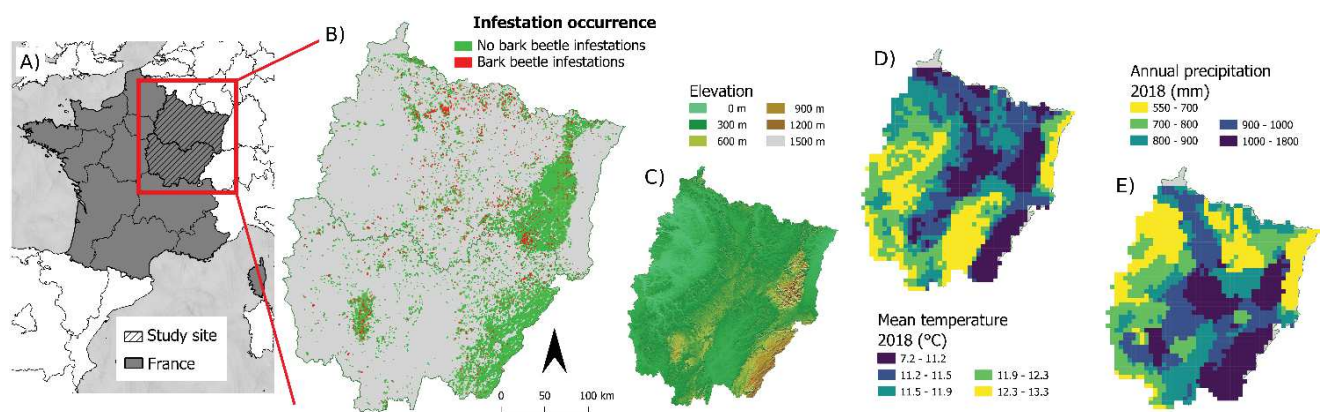 A)
Study site
France
B)
Infestation occurrence
No bark beetle infestations
Bark beetle infestations
0 50 100 km
Elevation
0 m
300 m
600 m
900 m
1200 m
1500 m
C)
D)
Mean temperature
2018 (°C)
7.2 - 11.2
11.2 - 11.5
11.5 - 11.9
11.9 - 12.3
12.3 - 13.3
Annual precipitation
2018 (mm)
550 - 700
700 - 800
800 - 900
900 - 1000
1000 - 1800
E)